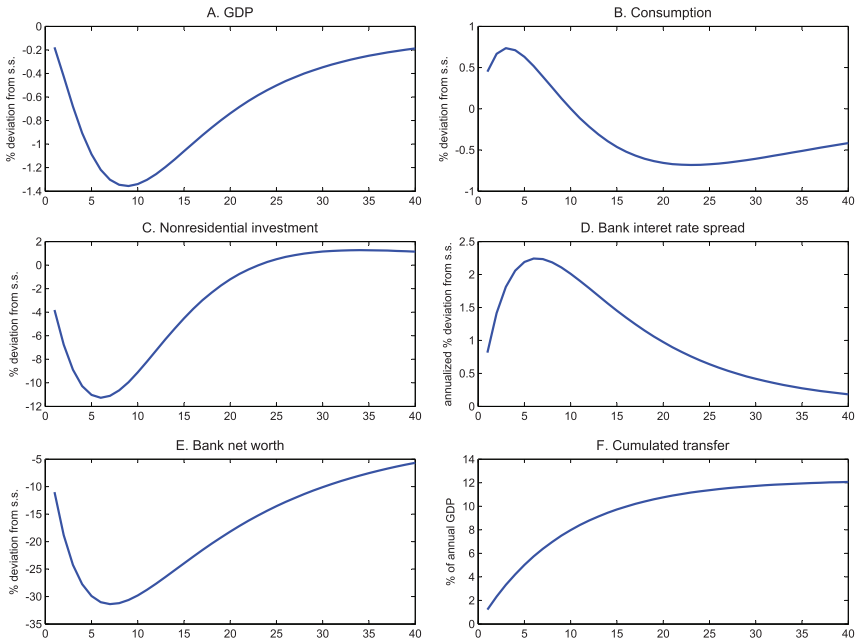 A. GDP
% deviation from s.s.
0
-0.2
-0.4
-0.6
-0.8
-1
-1.2
-1.4
0 5 10 15 20 25 30 35 40
B. Consumption
% deviation from s.s.
1
0.5
0
-0.5
-1
0 5 10 15 20 25 30 35 40
C. Nonresidential investment
% deviation from s.s.
2
0
-2
-4
-6
-8
-10
-12
0 5 10 15 20 25 30 35 40
D. Bank interet rate spread
annualized % deviation from s.s.
2.5
2
1.5
1
0.5
0
0 5 10 15 20 25 30 35 40
E. Bank net worth
% deviation from s.s.
-5
-10
-15
-20
-25
-30
-35
0 5 10 15 20 25 30 35 40
F. Cumulated transfer
% of annual GDP
14
12
10
8
6
4
2
0
0 5 10 15 20 25 30 35 40